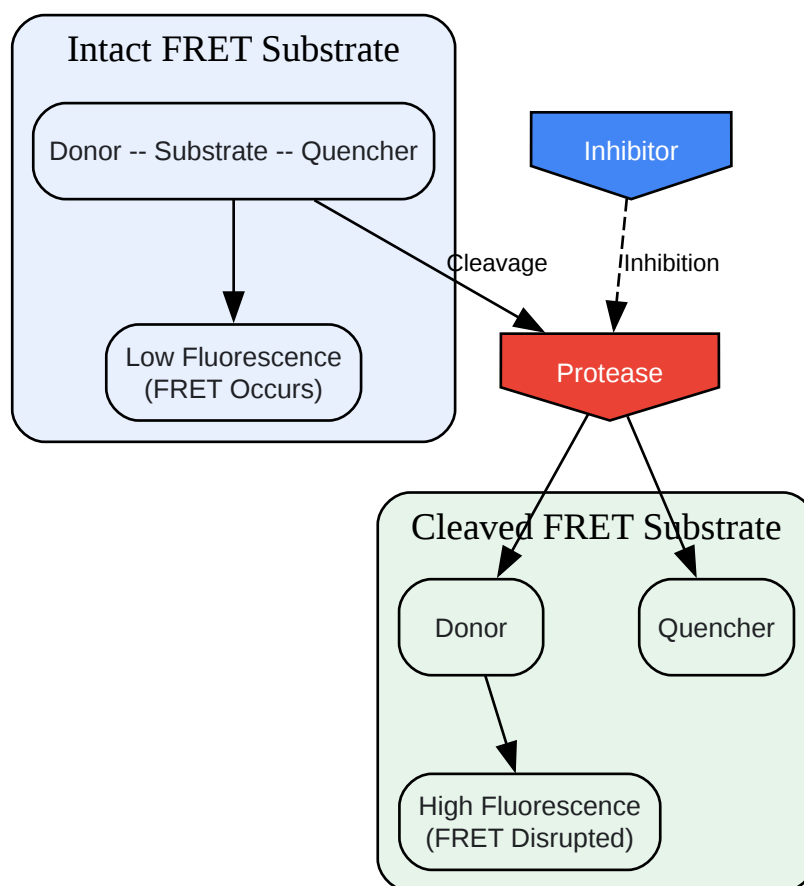 Intact FRET Substrate
Donor -- Substrate -- Quencher
Inhibitor
Cleavage
Inhibition
Low Fluorescence
(FRET Occurs)
Protease
Cleaved FRET Substrate
Donor
Quencher
High Fluorescence
(FRET Disrupted)